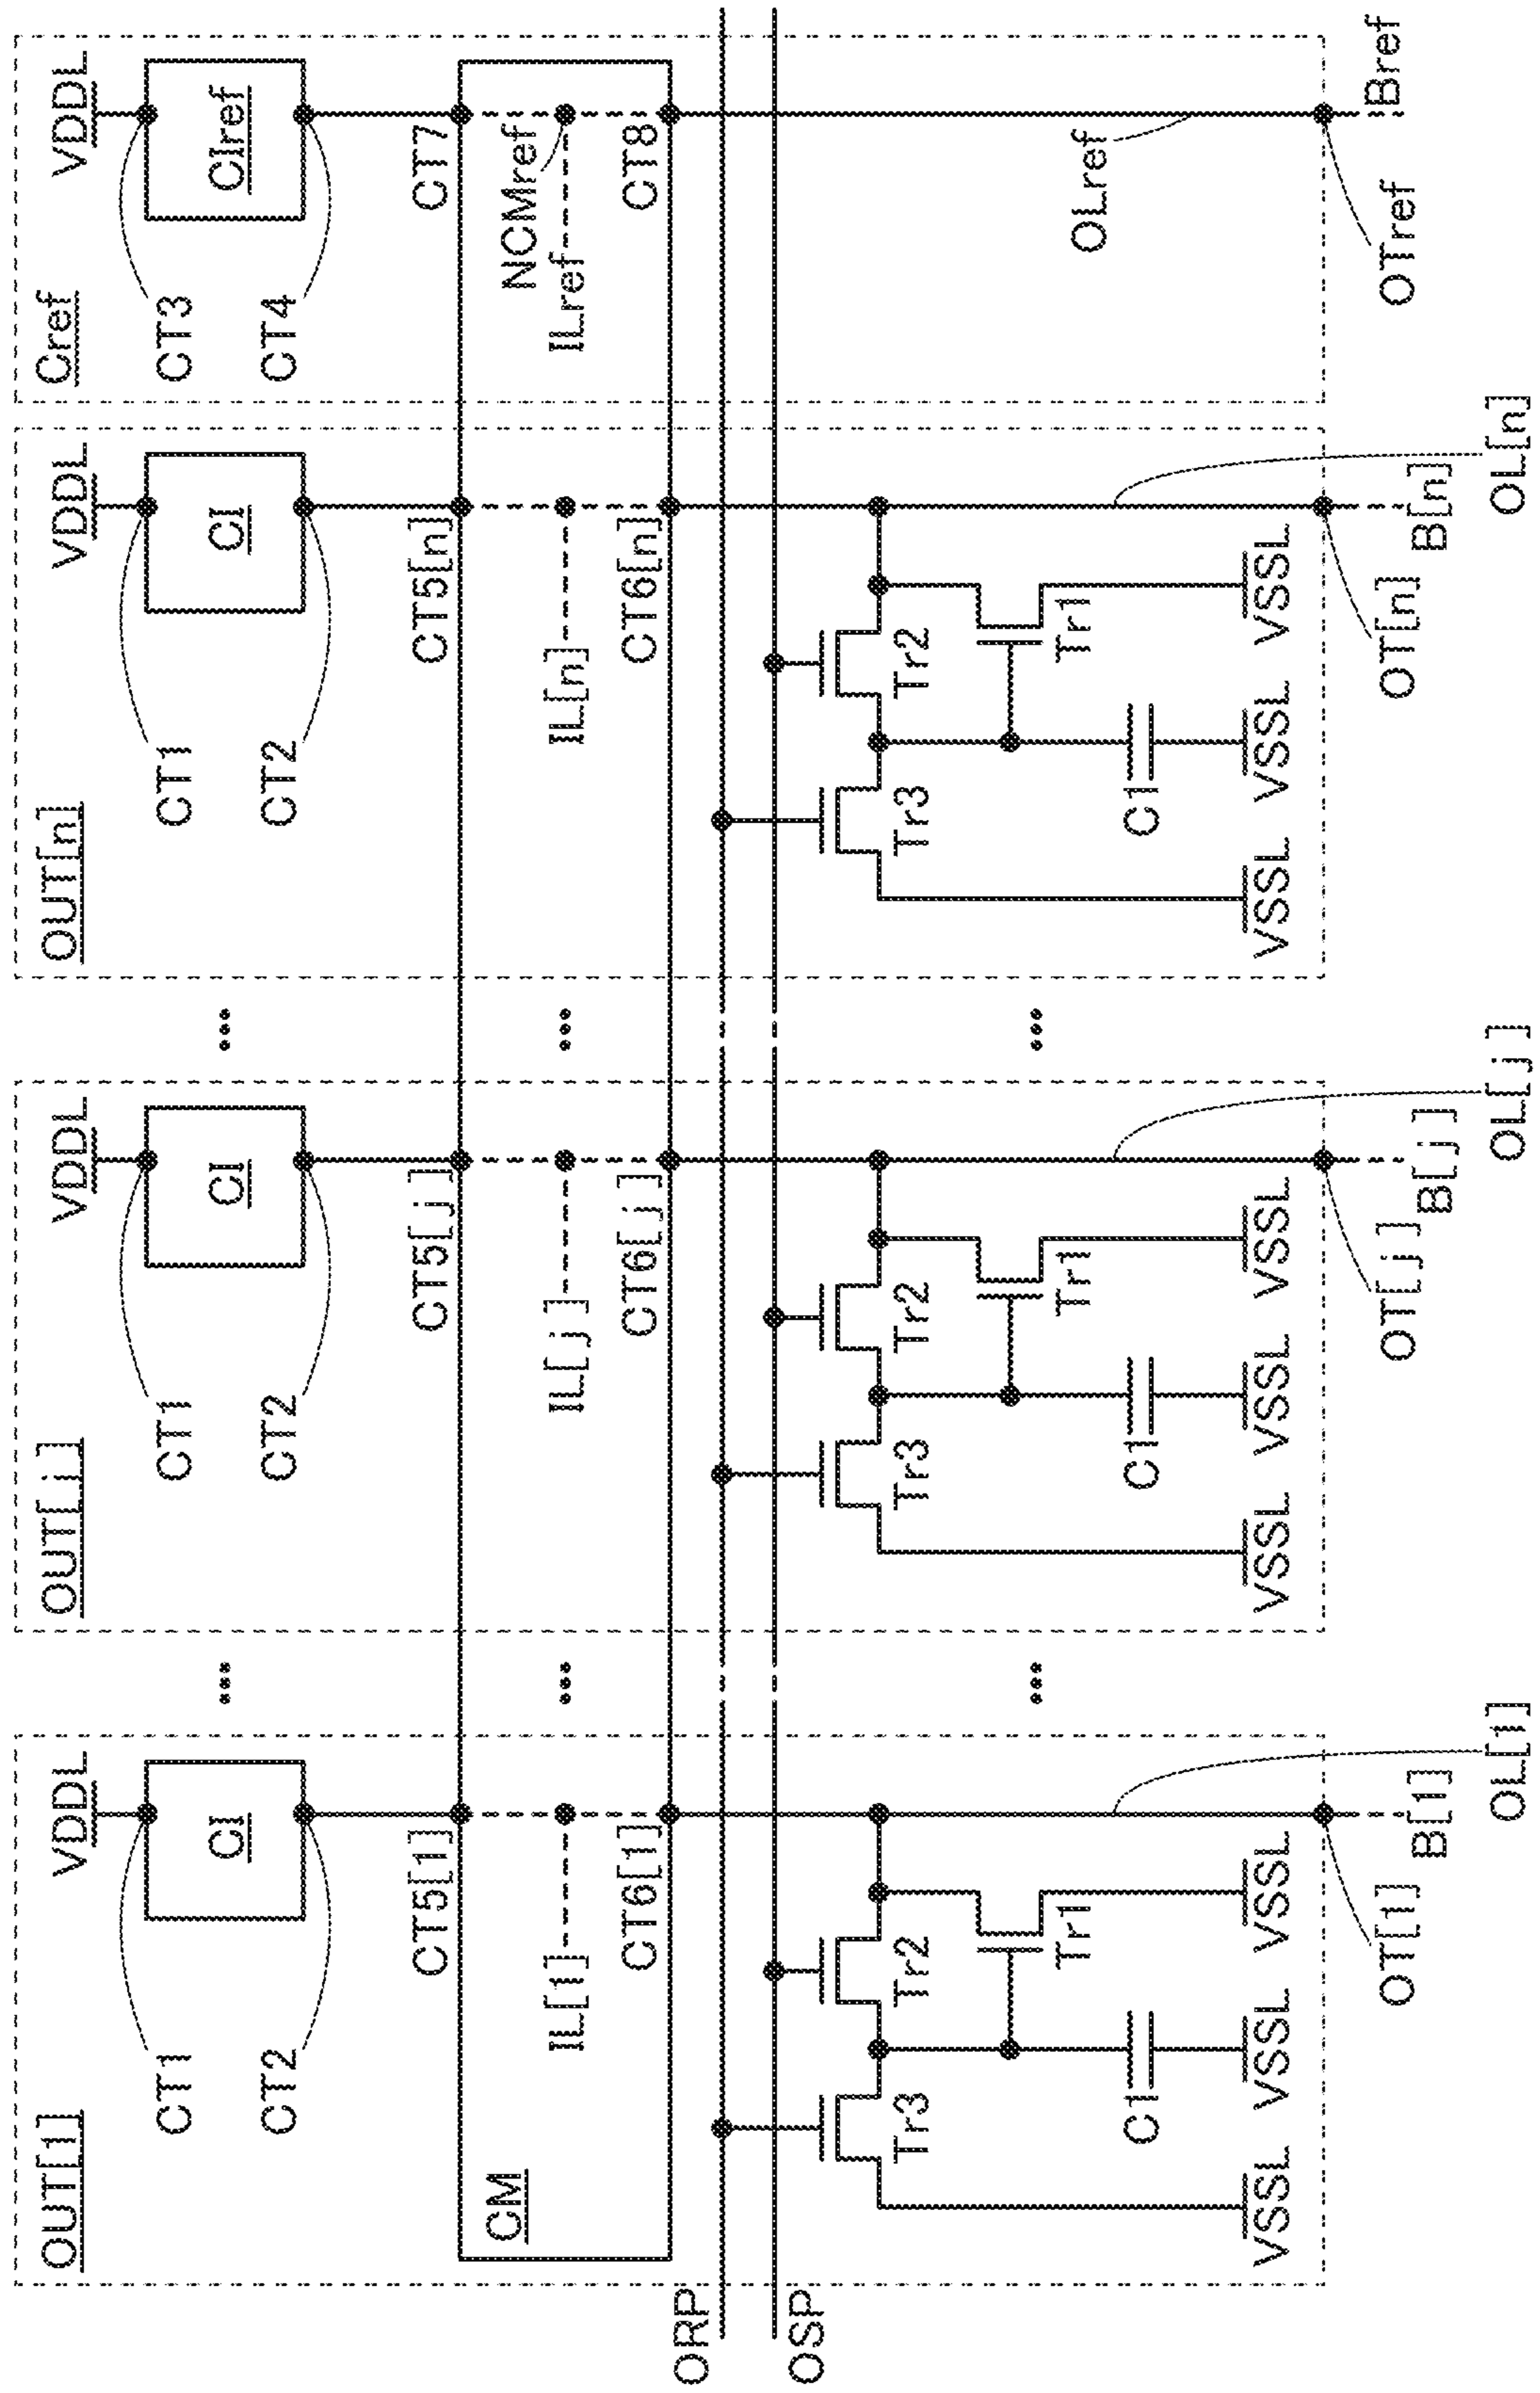 OUT[1]
VDDL
CT1
CI
CT2
CT5[1]
CM
IL[1]
CT6[1]
Tr3
Tr2
Tr1
C1
VSSL
VSSL
VSSL
OT[1]
B[1]
OL[1]
OUT[j]
VDDL
CT1
CI
CT2
CT5[j]
IL[j]
CT6[j]
Tr3
Tr2
Tr1
C1
VSSL
VSSL
VSSL
OT[j]
B[j]
OL[j]
OUT[n]
VDDL
CT1
CI
CT2
CT5[n]
IL[n]
CT6[n]
Tr3
Tr2
Tr1
C1
VSSL
VSSL
VSSL
OT[n]
B[n]
OL[n]
Cref
VDDL
CT3
CIref
CT4
CT7
NCMref
ILref
CT8
OLref
OTref
Bref
ORP
OSP